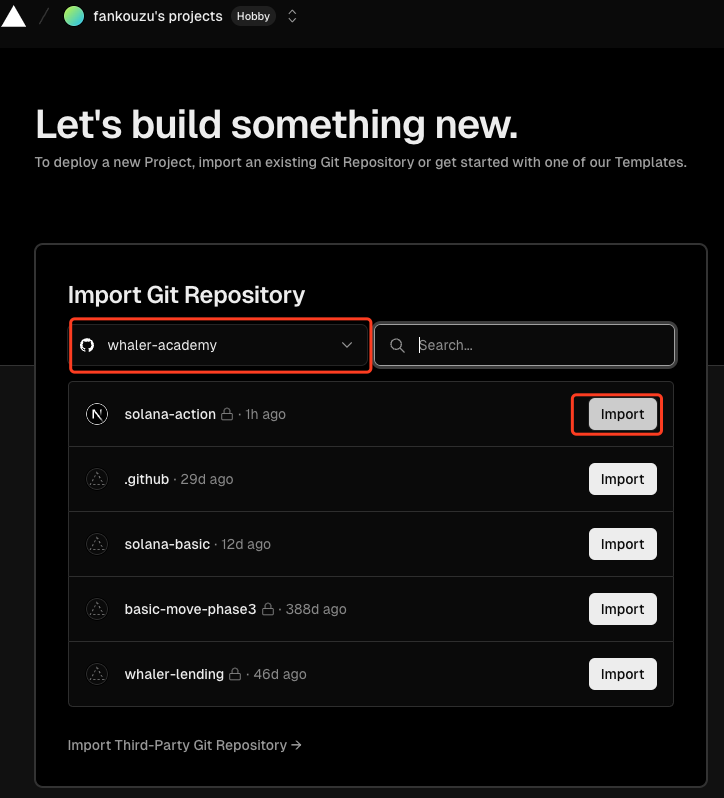 fankouzu's projects Hobby
Let's build something new.
To deploy a new Project, import an existing Git Repository or get started with one of our Templates.
Import Git Repository
whaler-academy
Search...
solana-action · 1h ago Import
.github · 29d ago Import
solana-basic · 12d ago Import
basic-move-phase3 · 388d ago Import
whaler-lending · 46d ago Import
Import Third-Party Git Repository →